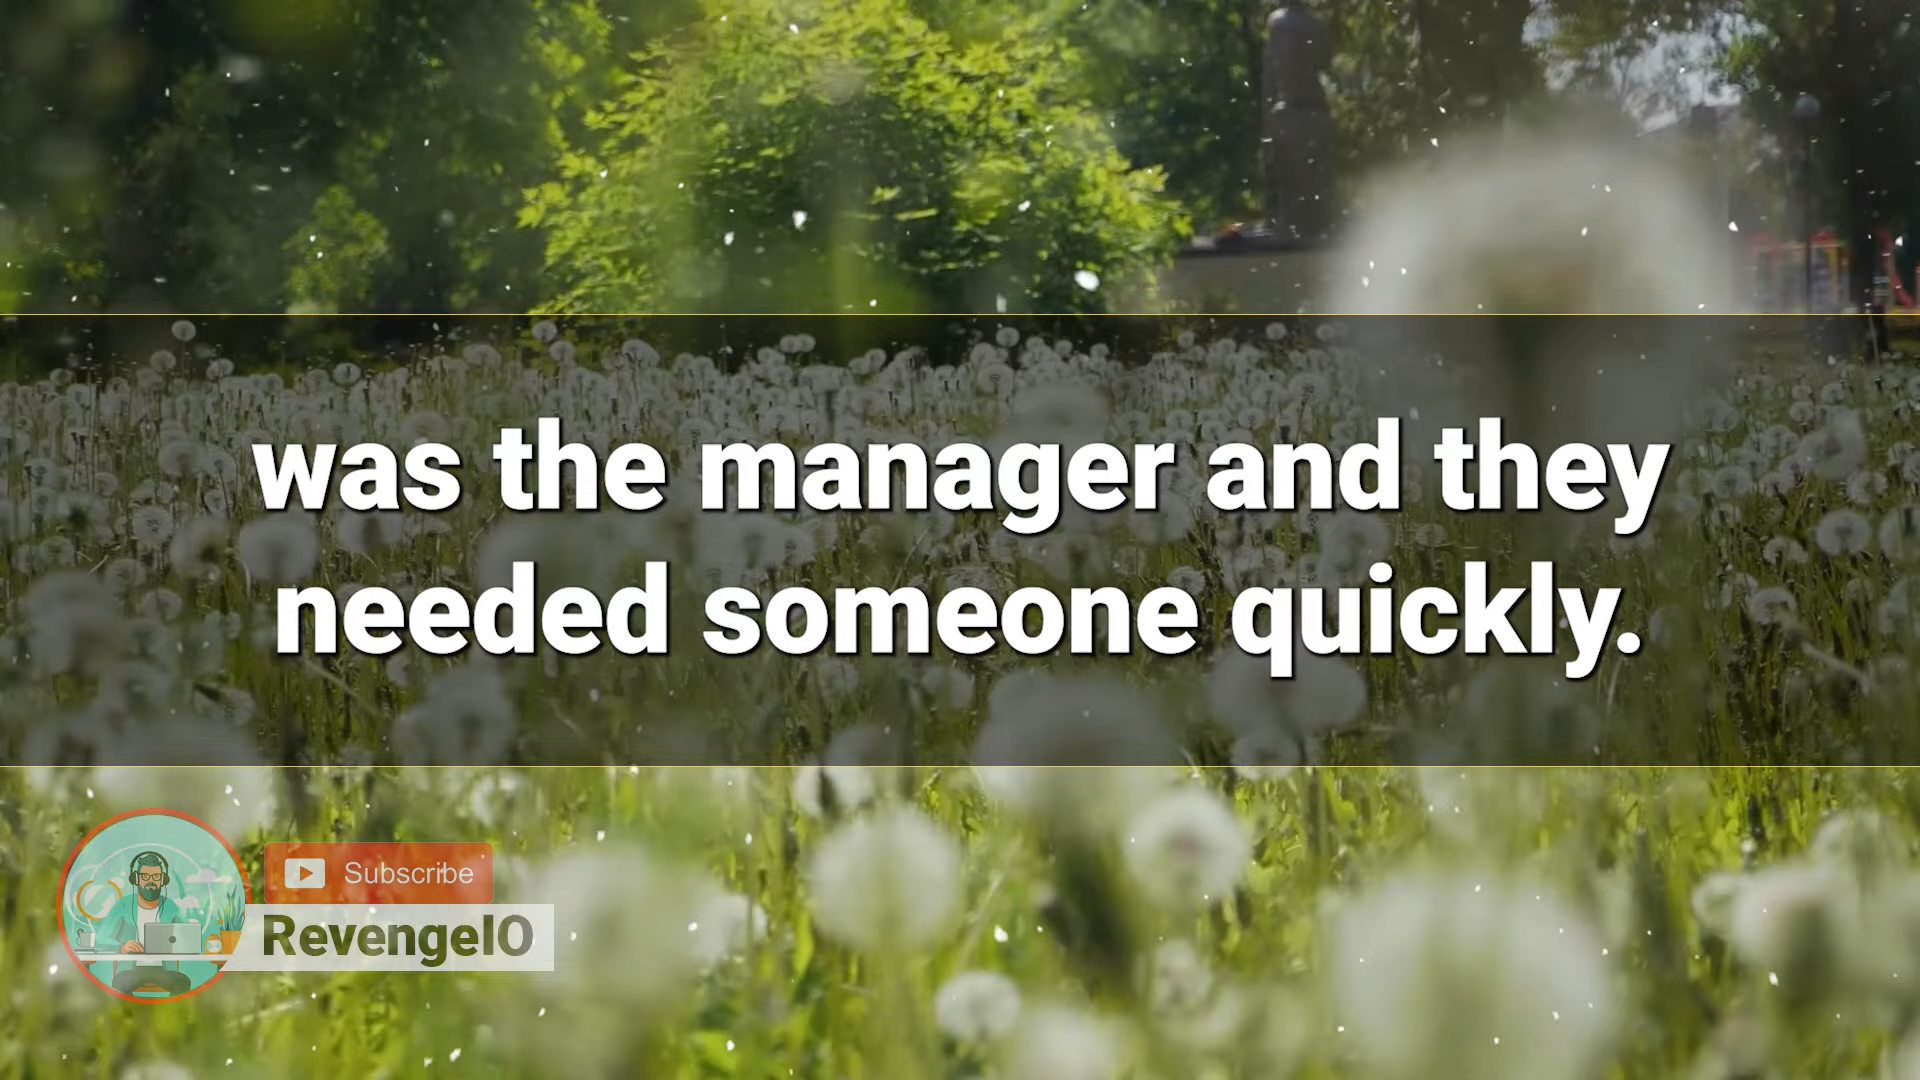 was the manager and they
needed someone quickly.
Subscribe
RevengeIO